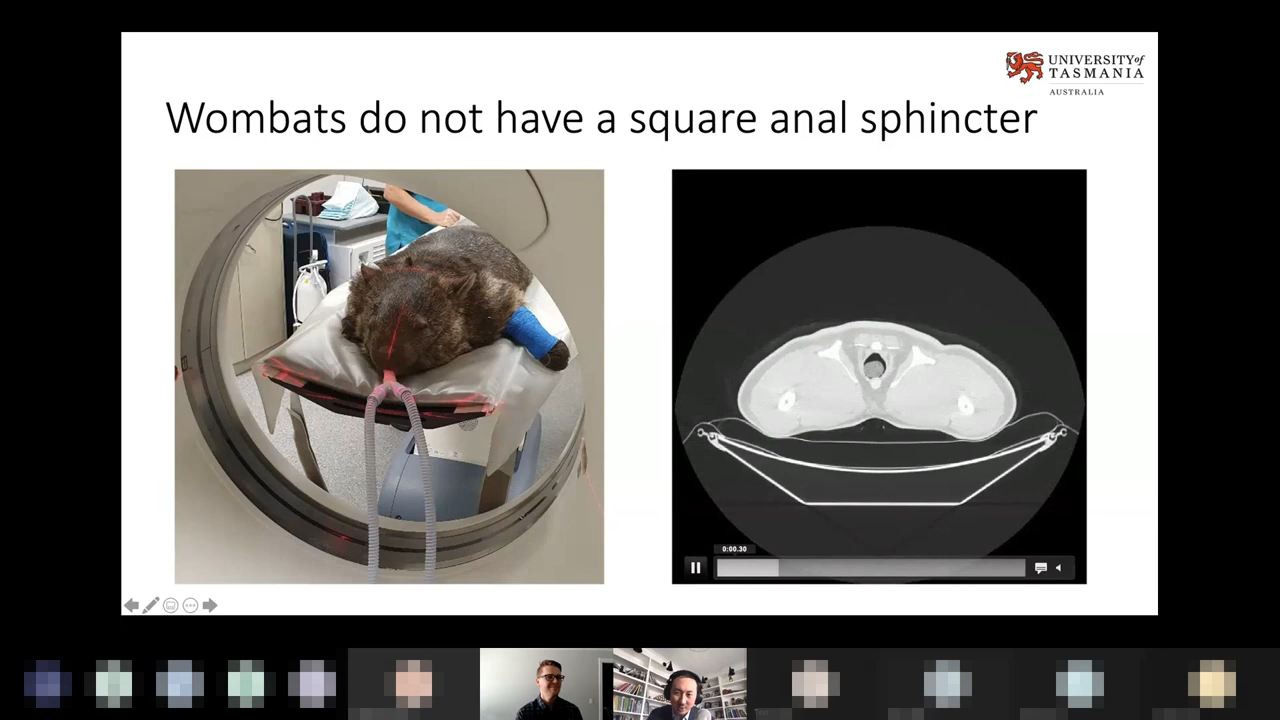 UNIVERSITY of
TASMANIA
AUSTRALIA
Wombats do not have a square anal sphincter
0:00.30